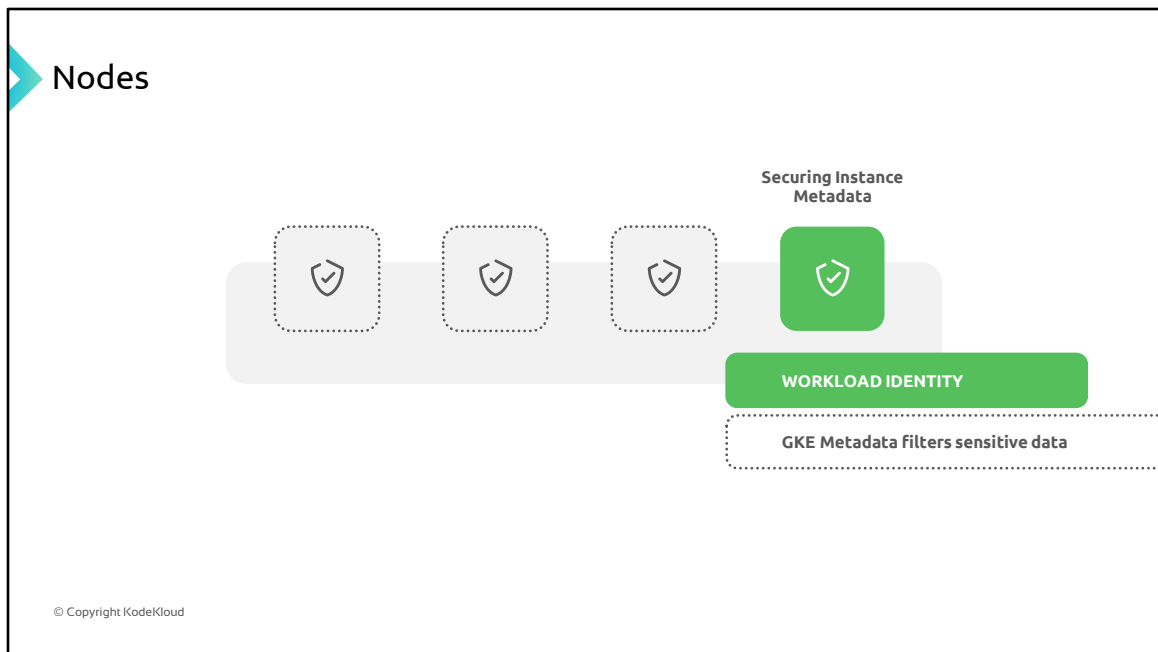 Nodes
Securing Instance
Metadata
WORKLOAD IDENTITY
GKE Metadata filters sensitive data
© Copyright KodeKloud